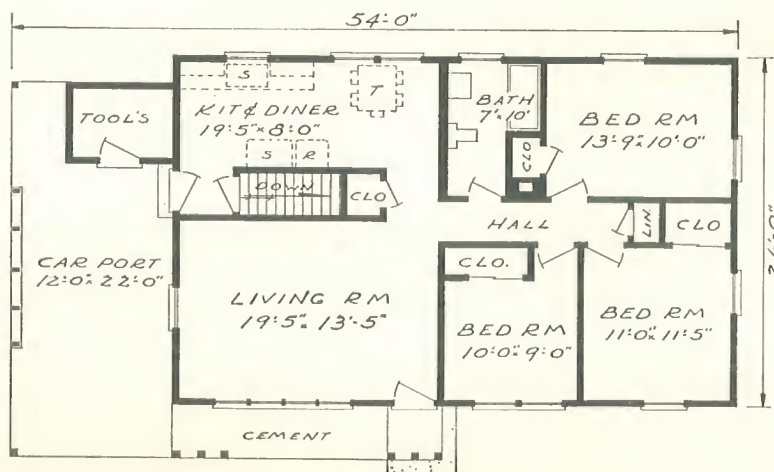 54'-0"
TOOL'S
S
T
KIT & DINER
19'-5" x 8'-0"
S R
DOWN
CLO
BATH
7' x 10'
CLO
BED RM
13'-9" x 10'-0"
HALL
LIN.
CLO
CAR PORT
12'-0" x 22'-0"
LIVING RM
19'-5" x 13'-5"
CLO.
BED RM
10'-0" x 9'-0"
BED RM
11'-0" x 11'-5"
CEMENT